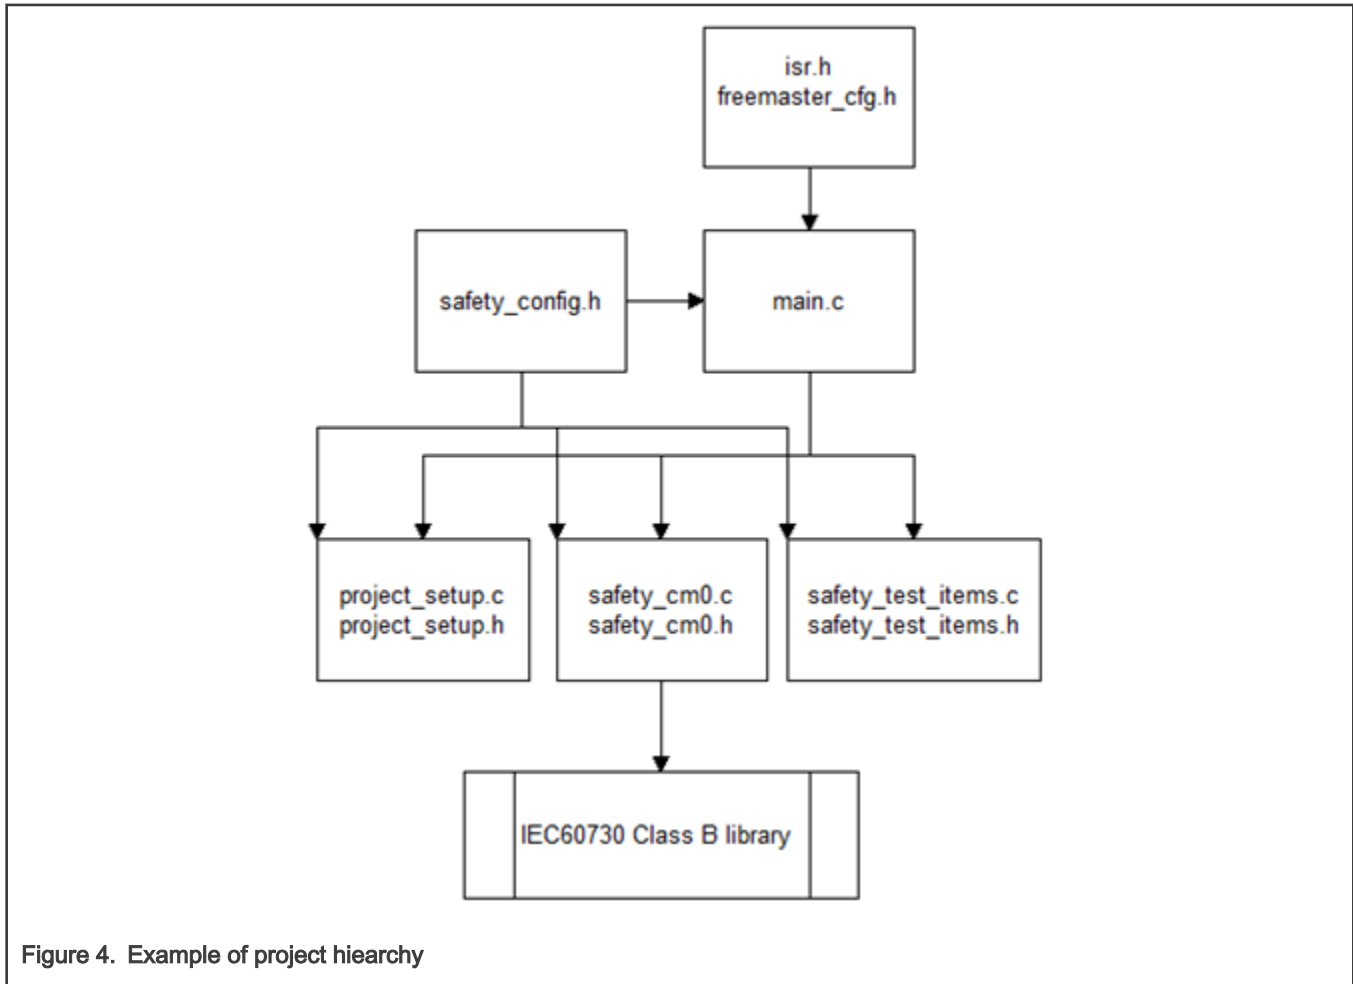 isr.h
freemaster_cfg.h
safety_config.h
main.c
project_setup.c
project_setup.h
safety_cm0.c
safety_cm0.h
safety_test_items.c
safety_test_items.h
IEC60730 Class B library
Figure 4. Example of project hiearchy